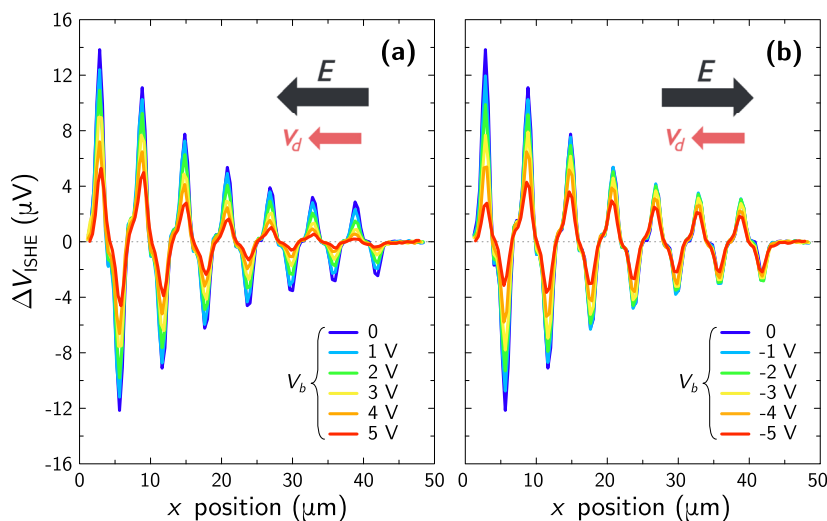 (a)
(b)
E
E
v_d
v_d
ΔV_ISHE (μV)
16
12
8
4
0
-4
-8
-12
-16
V_b
0
1 V
2 V
3 V
4 V
5 V
V_b
0
-1 V
-2 V
-3 V
-4 V
-5 V
0 10 20 30 40 50
0 10 20 30 40 50
x position (μm)
x position (μm)